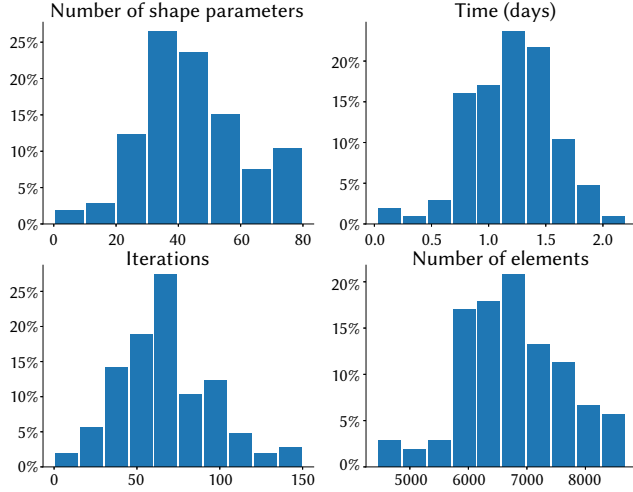 Number of shape parameters
25%
20%
15%
10%
5%
0%
0 20 40 60 80
Time (days)
20%
15%
10%
5%
0%
0.0 0.5 1.0 1.5 2.0
Iterations
25%
20%
15%
10%
5%
0%
0 50 100 150
Number of elements
20%
15%
10%
5%
0%
5000 6000 7000 8000